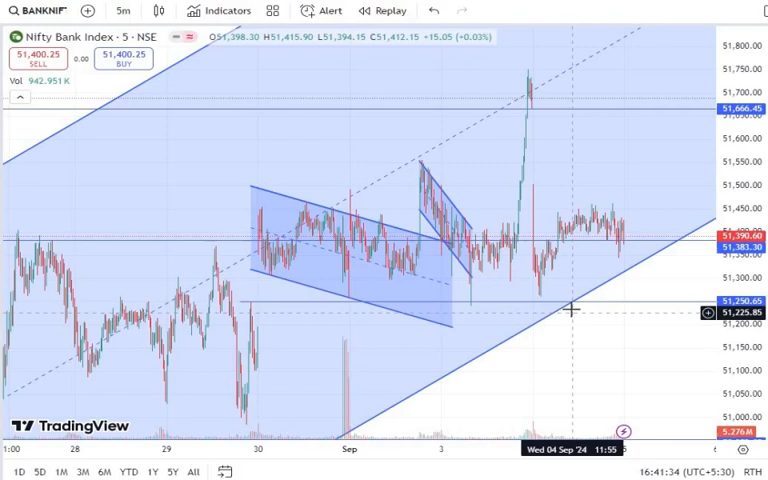 BANKNIF 5m Indicators Alert Replay
Nifty Bank Index · 5 · NSE O51,398.30 H51,415.90 L51,394.15 C51,412.15 +15.05 (+0.03%)
51,400.25 0.00 51,400.25
SELL BUY
Vol 942.951K
51,800.00
51,750.00
51,700.00
51,666.45
51,600.00
51,550.00
51,500.00
51,450.00
51,390.60
51,383.30
51,300.00
51,250.65
51,225.85
51,200.00
51,150.00
51,100.00
51,050.00
51,000.00
5.276M
TradingView
1:00 28 29 30 Sep 3 Wed 04 Sep '24 11:55 5 6
1D 5D 1M 3M 6M YTD 1Y 5Y All 16:41:34 (UTC+5:30) RTH